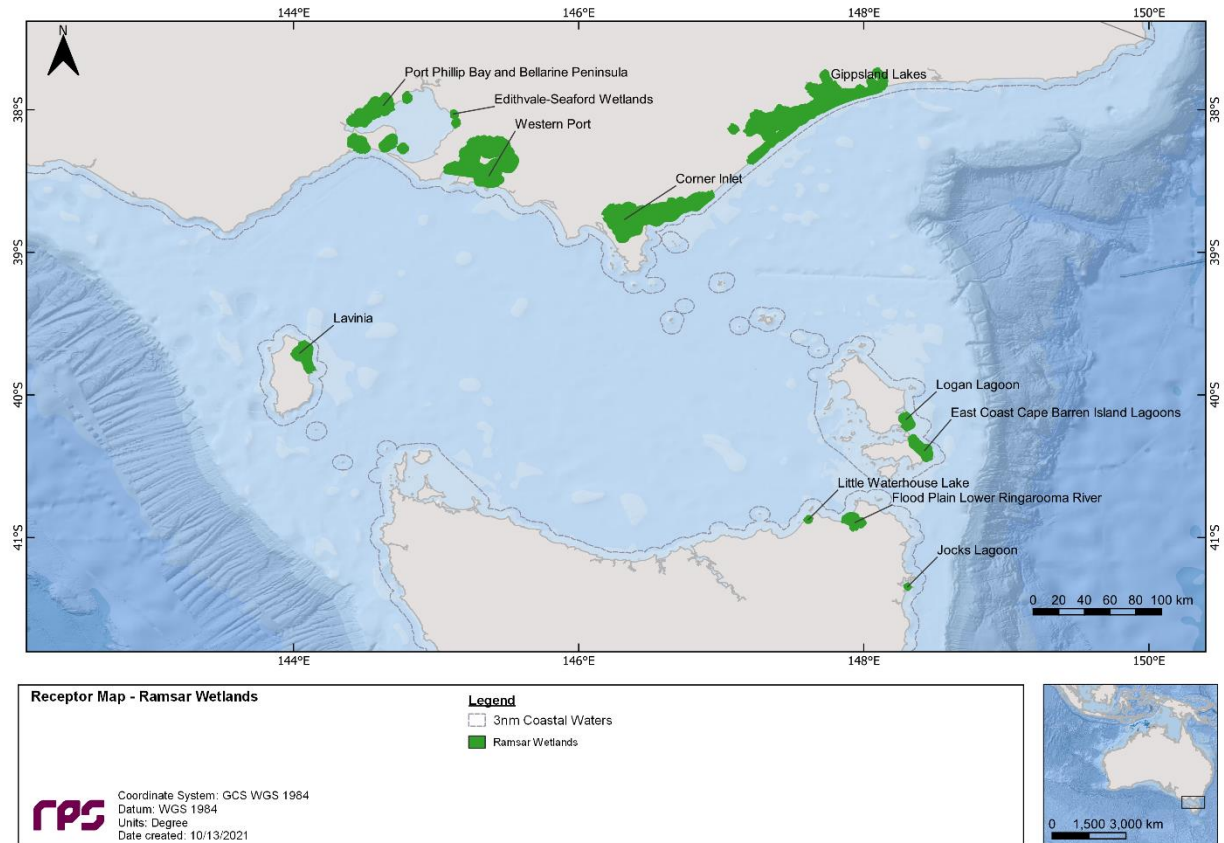 144°E
146°E
148°E
150°E
N
Port Phillip Bay and Bellarine Peninsula
Edithvale-Seaford Wetlands
Western Port
Gippsland Lakes
Corner Inlet
38°S
38°S
39°S
39°S
Lavinia
40°S
40°S
Logan Lagoon
East Coast Cape Barren Island Lagoons
Little Waterhouse Lake
Flood Plain Lower Ringarooma River
41°S
41°S
Jocks Lagoon
0 20 40 60 80 100 km
144°E
146°E
148°E
150°E
Receptor Map - Ramsar Wetlands
Legend
3nm Coastal Waters
Ramsar Wetlands
rps
Coordinate System: GCS WGS 1984
Datum: WGS 1984
Units: Degree
Date created: 10/13/2021
0 1,500 3,000 km